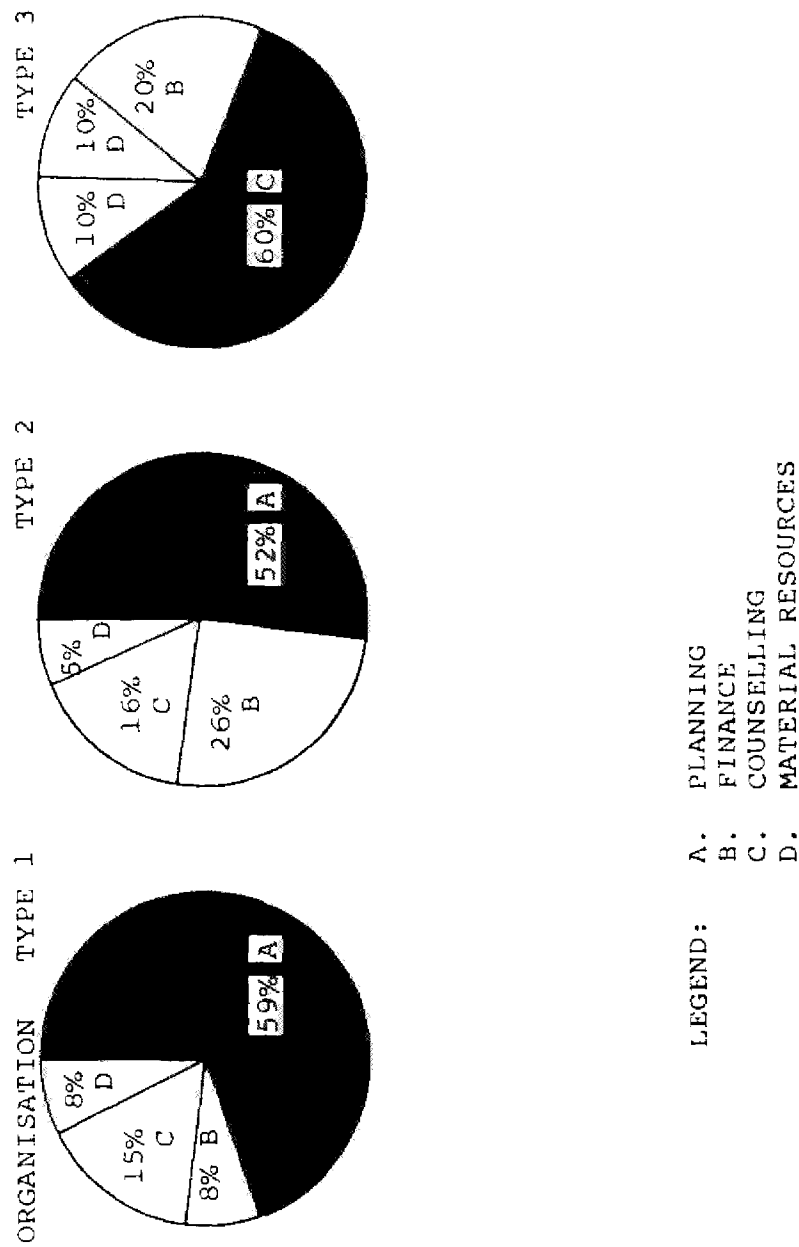 ORGANISATION TYPE 1
TYPE 2
TYPE 3
8%
D
15%
C
8% B
59% A
5%
D
16%
C
26%
B
52% A
10%
D
10%
D
20%
B
60% C
LEGEND:
A. PLANNING
B. FINANCE
C. COUNSELLING
D. MATERIAL RESOURCES